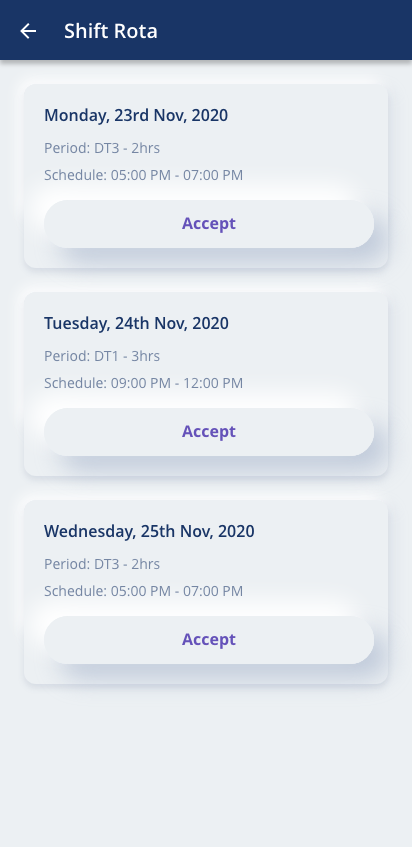 Shift Rota
Monday, 23rd Nov, 2020
Period: DT3 - 2hrs
Schedule: 05:00 PM - 07:00 PM
Accept
Tuesday, 24th Nov, 2020
Period: DT1 - 3hrs
Schedule: 09:00 PM - 12:00 PM
Accept
Wednesday, 25th Nov, 2020
Period: DT3 - 2hrs
Schedule: 05:00 PM - 07:00 PM
Accept